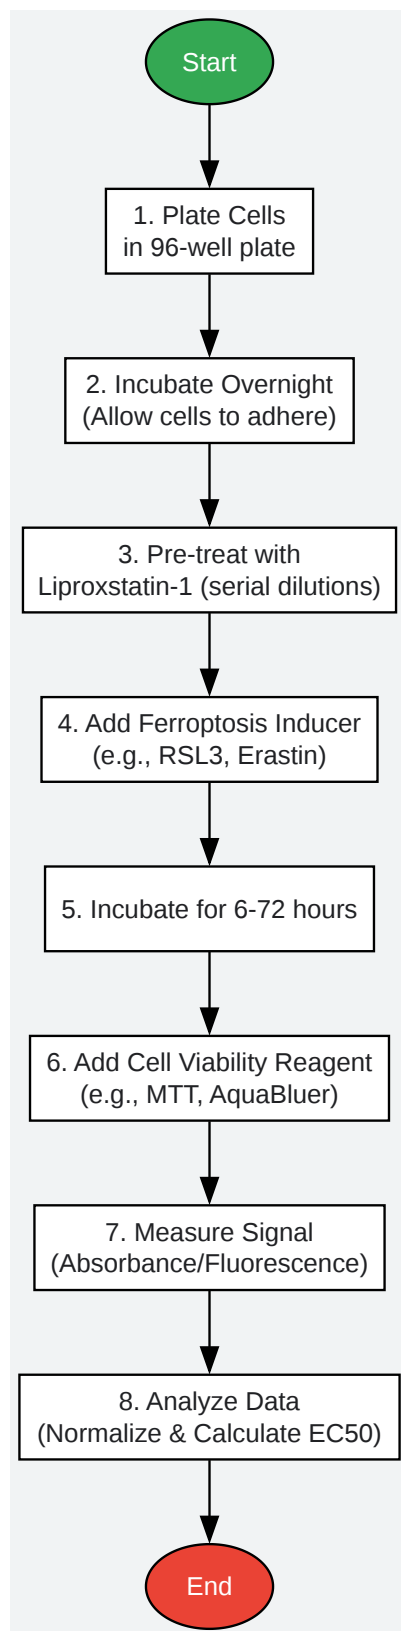 Start
1. Plate Cells
in 96-well plate
2. Incubate Overnight
(Allow cells to adhere)
3. Pre-treat with
Liproxstatin-1 (serial dilutions)
4. Add Ferroptosis Inducer
(e.g., RSL3, Erastin)
5. Incubate for 6-72 hours
6. Add Cell Viability Reagent
(e.g., MTT, AquaBluer)
7. Measure Signal
(Absorbance/Fluorescence)
8. Analyze Data
(Normalize & Calculate EC50)
End